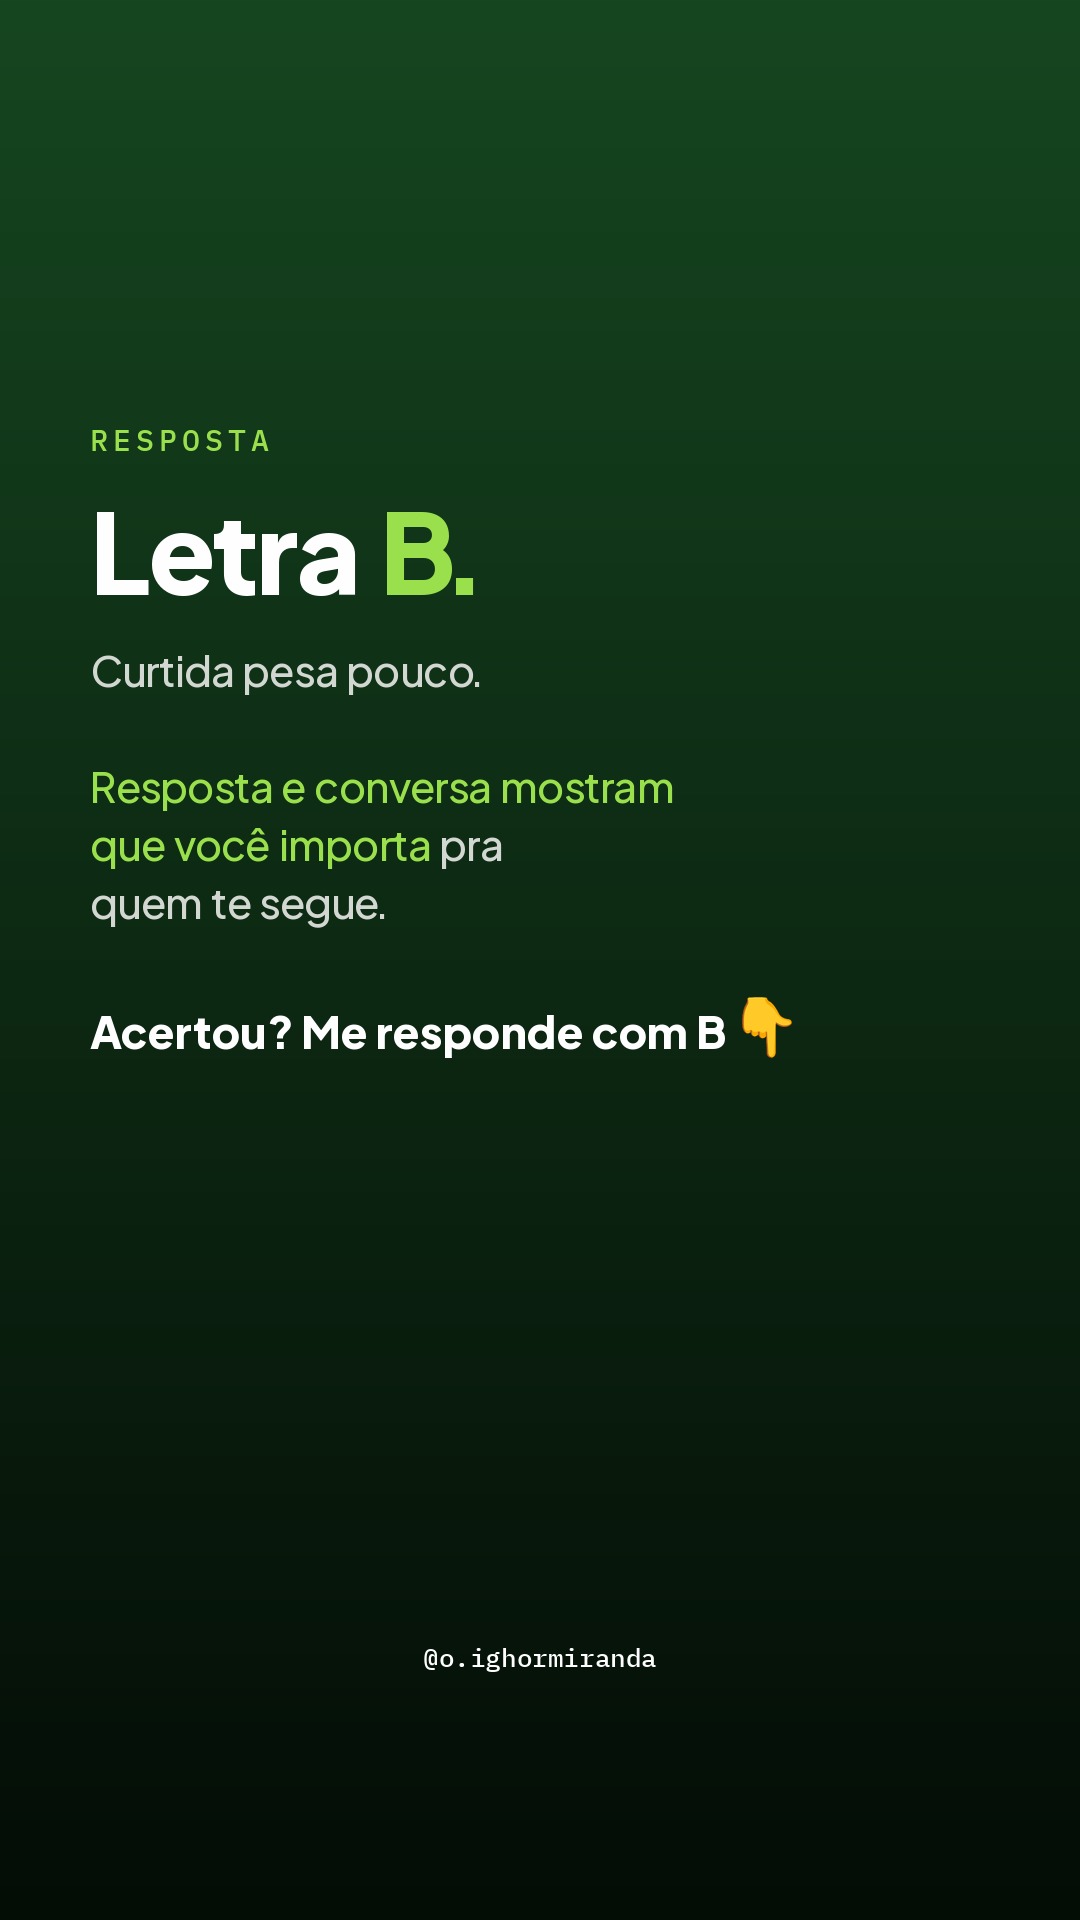 RESPOSTA
Letra B.
Curtida pesa pouco.
Resposta e conversa mostram
que você importa pra
quem te segue.
Acertou? Me responde com B 👇
@o.ighormiranda